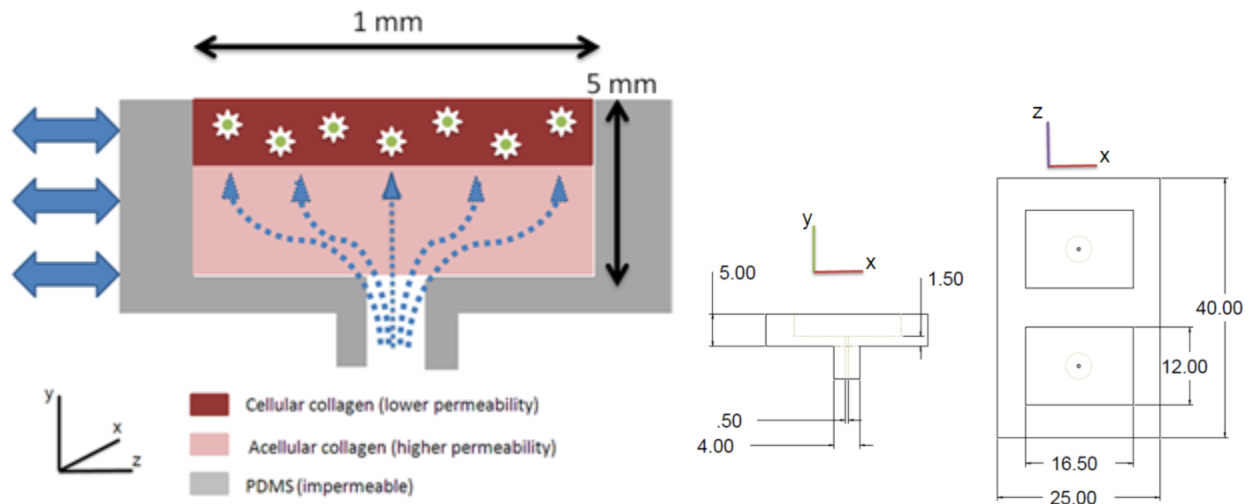 1 mm
5 mm
y
x
z
Cellular collagen (lower permeability)
Acellular collagen (higher permeability)
PDMS (impermeable)
y
x
5.00
1.50
.50
4.00
z
x
40.00
12.00
16.50
25.00